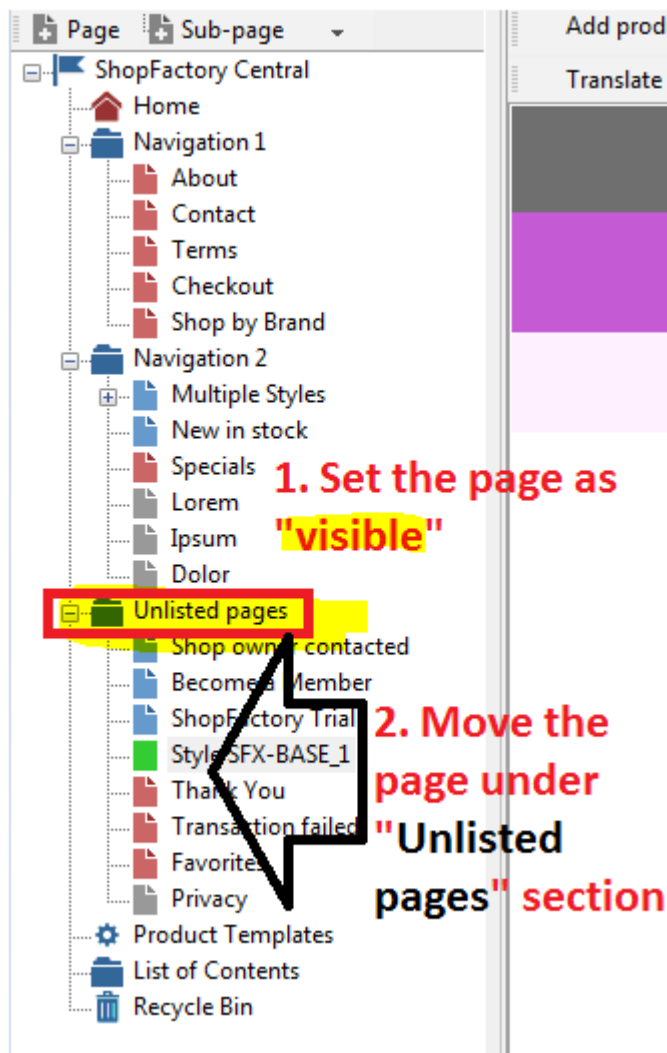 Page Sub-page
Add prod
ShopFactory Central
Translate
Home
Navigation 1
About
Contact
Terms
Checkout
Shop by Brand
Navigation 2
Multiple Styles
New in stock
Specials
Lorem
Ipsum
Dolor
1. Set the page as
"visible"
Unlisted pages
Shop owner contacted
Become a Member
ShopFactory Trial
Style SFX-BASE_1
Thank You
Transaction failed
Favorites
Privacy
2. Move the
page under
"Unlisted
pages" section
Product Templates
List of Contents
Recycle Bin